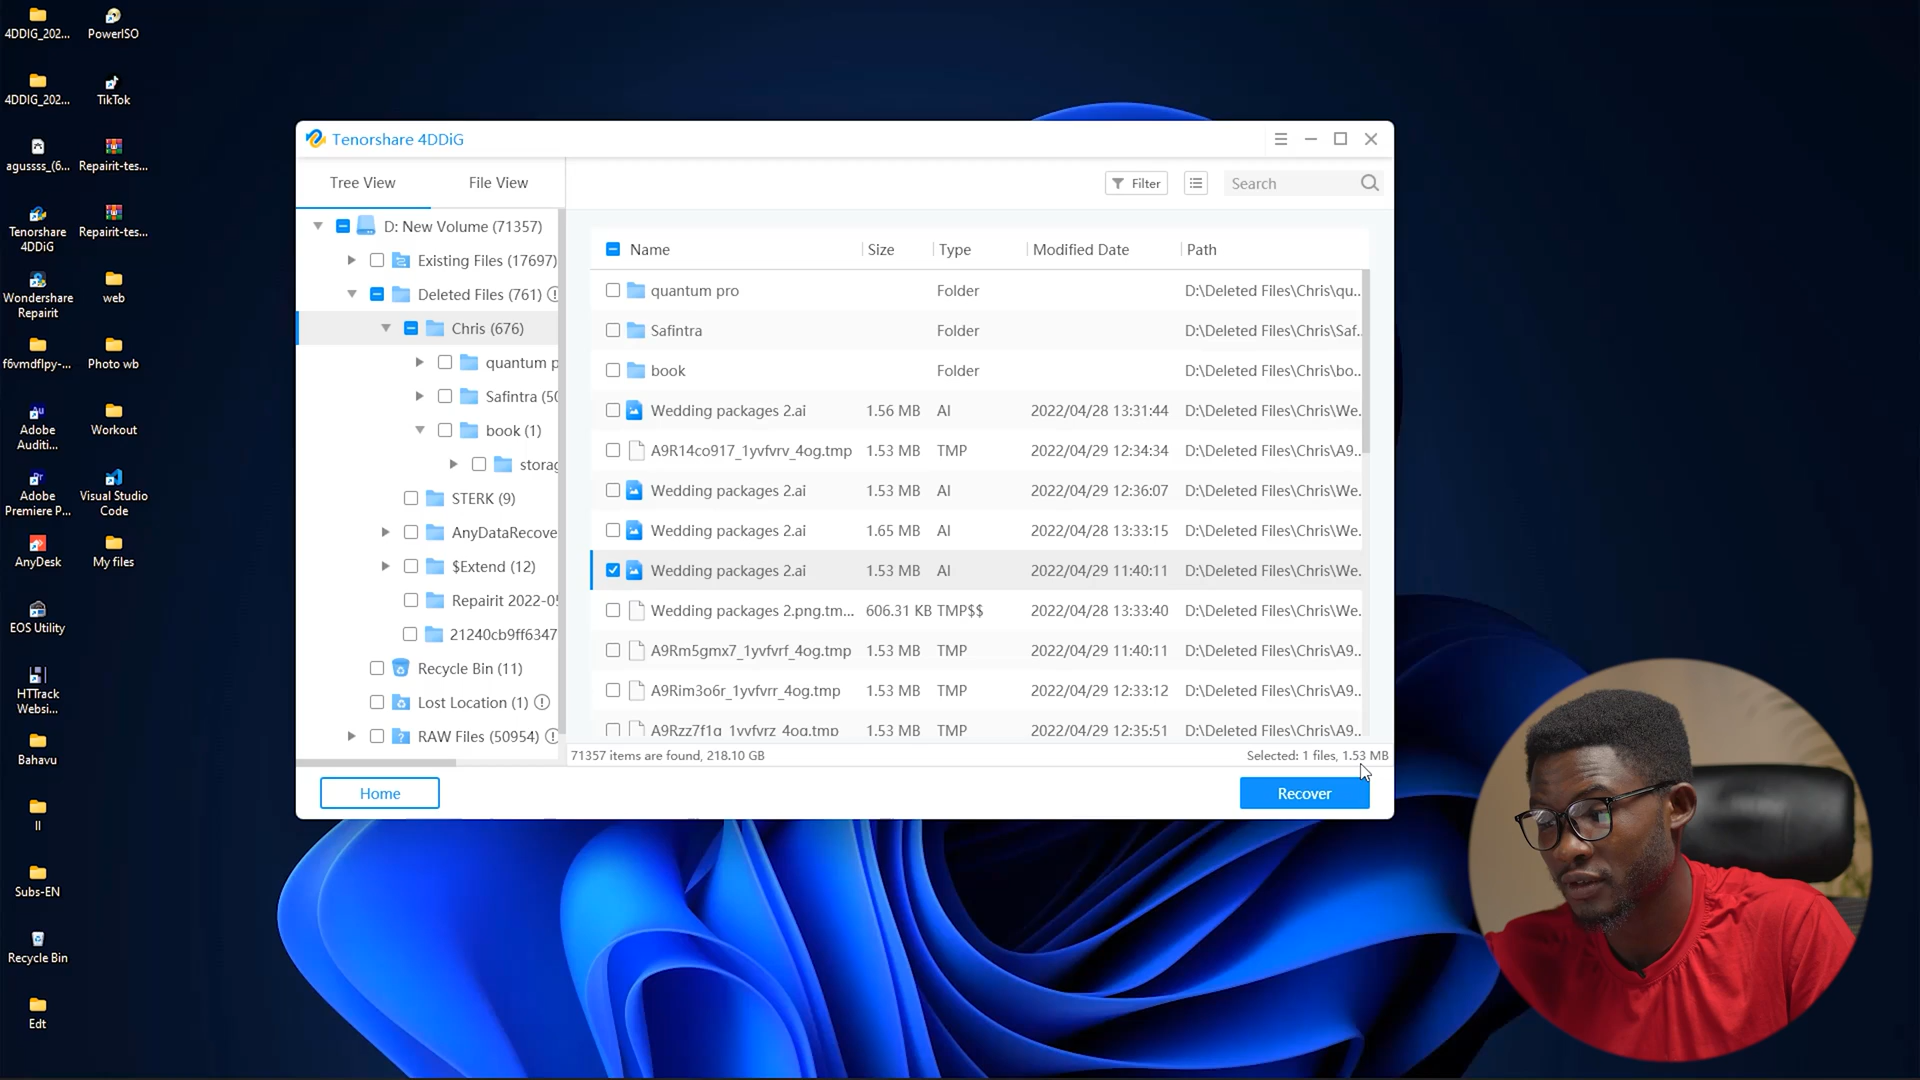 4DDIG_202...
PowerISO
4DDIG_202...
TikTok
agussss_(6...
Repairit-tes...
Tenorshare
4DDiG
Repairit-tes...
Wondershare
Repairit
web
f6vmdflpy-...
Photo wb
Adobe
Auditi...
Workout
Adobe
Premiere P...
Visual Studio
Code
AnyDesk
My files
EOS Utility
HTTrack
Websi...
Bahavu
II
Subs-EN
Recycle Bin
Edt
Tenorshare 4DDiG
Tree View
File View
Filter
Search
D: New Volume (71357)
Existing Files (17697)
Deleted Files (761)
Chris (676)
quantum p
Safintra (50
book (1)
storag
STERK (9)
AnyDataRecove
$Extend (12)
Repairit 2022-05
21240cb9ff6347
Recycle Bin (11)
Lost Location (1)
RAW Files (50954)
Name Size Type Modified Date Path
quantum pro Folder D:\Deleted Files\Chris\qu..
Safintra Folder D:\Deleted Files\Chris\Saf..
book Folder D:\Deleted Files\Chris\bo..
Wedding packages 2.ai 1.56 MB AI 2022/04/28 13:31:44 D:\Deleted Files\Chris\We.
A9R14co917_1yvfvrv_4og.tmp 1.53 MB TMP 2022/04/29 12:34:34 D:\Deleted Files\Chris\A9..
Wedding packages 2.ai 1.53 MB AI 2022/04/29 12:36:07 D:\Deleted Files\Chris\We.
Wedding packages 2.ai 1.65 MB AI 2022/04/28 13:33:15 D:\Deleted Files\Chris\We.
Wedding packages 2.ai 1.53 MB AI 2022/04/29 11:40:11 D:\Deleted Files\Chris\We.
Wedding packages 2.png.tm... 606.31 KB TMP$$ 2022/04/28 13:33:40 D:\Deleted Files\Chris\We.
A9Rm5gmx7_1yvfvrf_4og.tmp 1.53 MB TMP 2022/04/29 11:40:11 D:\Deleted Files\Chris\A9..
A9Rim3o6r_1yvfvrr_4og.tmp 1.53 MB TMP 2022/04/29 12:33:12 D:\Deleted Files\Chris\A9..
A9Rzz7f1q_1yvfvrz_4og.tmp 1.53 MB TMP 2022/04/29 12:35:51 D:\Deleted Files\Chris\A9..
71357 items are found, 218.10 GB
Selected: 1 files, 1.53 MB
Home
Recover